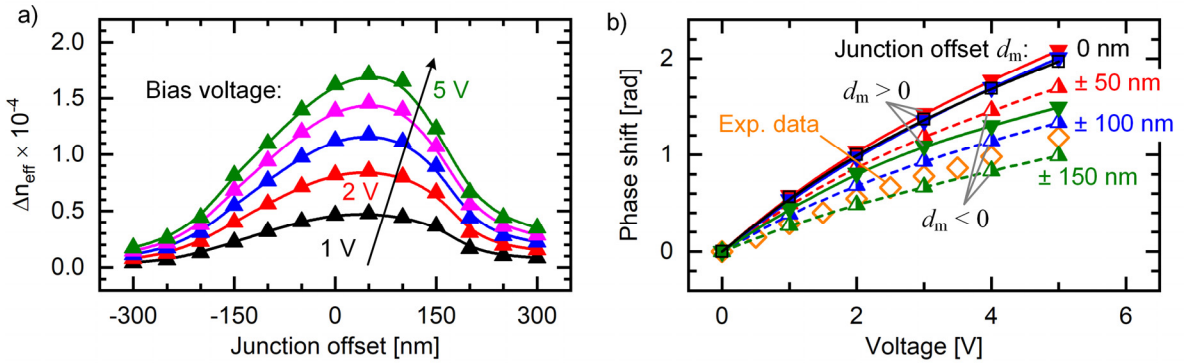 a)
Δn_eff × 10^-4
2.0
1.5
1.0
0.5
0.0
Bias voltage:
5 V
2 V
1 V
-300 -150 0 150 300
Junction offset [nm]
b)
Phase shift [rad]
2
1
0
Junction offset d_m: 0 nm
± 50 nm
d_m > 0
Exp. data
± 100 nm
± 150 nm
d_m < 0
0 2 4 6
Voltage [V]